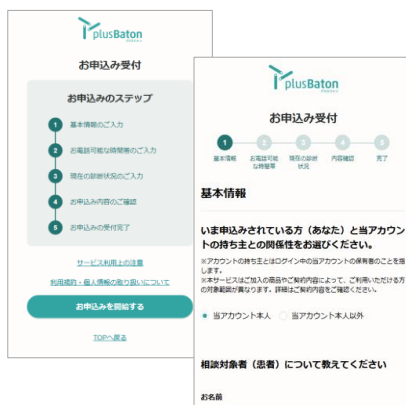 plusBaton
お申込み受付
お申込みのステップ
1 基本情報のご入力
2 お電話可能な時間帯のご入力
3 現在の診断状況のご入力
4 お申込み内容のご確認
5 お申込みの受付完了
サービス利用上の注意
利用規約・個人情報の取り扱いについて
お申込みを開始する
TOPへ戻る
plusBaton
お申込み受付
1 2 3 4 5
基本情報 お電話可能な時間帯 現在の診断状況 内容確認 完了
基本情報
いま申込みされている方（あなた）と当アカウン
トの持ち主との関係性をお選びください。
※アカウントの持ち主とはログイン中の当アカウントの保有者のことを指
します。
※本サービスはご加入の商品やご契約内容によって、ご利用いただける方
の対象範囲が異なります。詳細はご契約内容をご確認ください。
当アカウント本人 当アカウント本人以外
相談対象者（患者）について教えてください
お名前